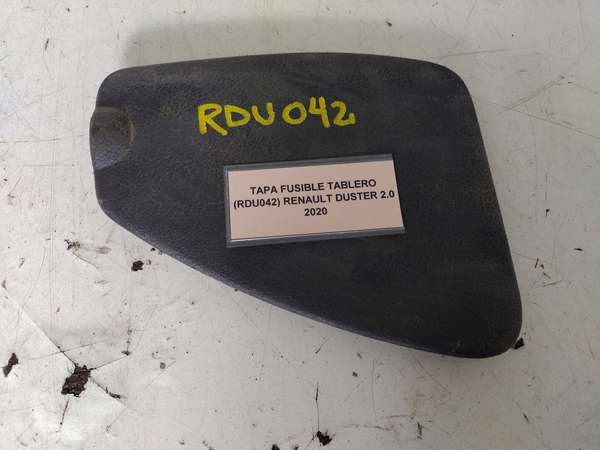 RDU042
TAPA FUSIBLE TABLERO
(RDU042) RENAULT DUSTER 2.0
2020